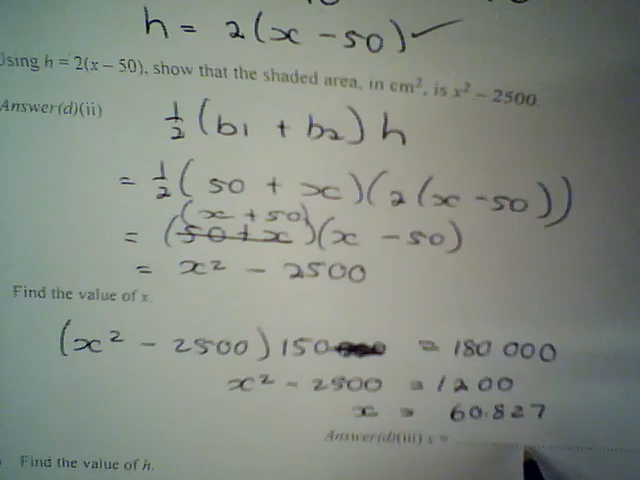 h = 2(x - 50) ✓
Using h = 2(x – 50), show that the shaded area, in cm², is x² – 2500.
Answer(d)(ii)
½ (b1 + b2) h
= ½ ( 50 + x )( 2 (x - 50 ))
(x + 50)
= (50 + x )(x - 50)
= x² - 2500
Find the value of x.
(x² - 2500) 150 = 180 000
x² - 2500 = 1200
x = 60.827
Answer(d)(iii) x =
Find the value of h.